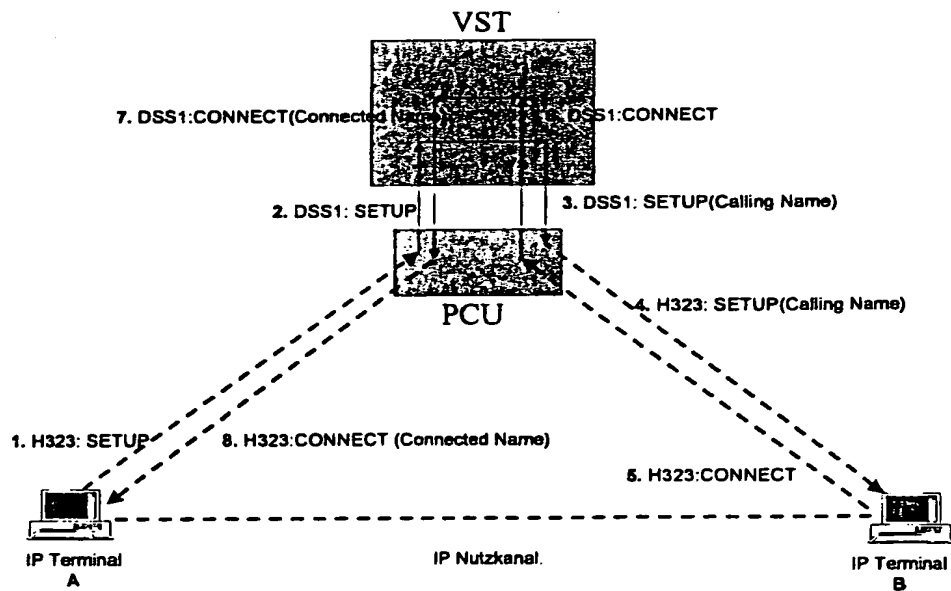 VST
7. DSS1:CONNECT(Connected Name)
6. DSS1:CONNECT
2. DSS1: SETUP
3. DSS1: SETUP(Calling Name)
PCU
4. H323: SETUP(Calling Name)
1. H323: SETUP
8. H323:CONNECT (Connected Name)
5. H323:CONNECT
IP Terminal
A
IP Nutzkanal.
IP Terminal
B